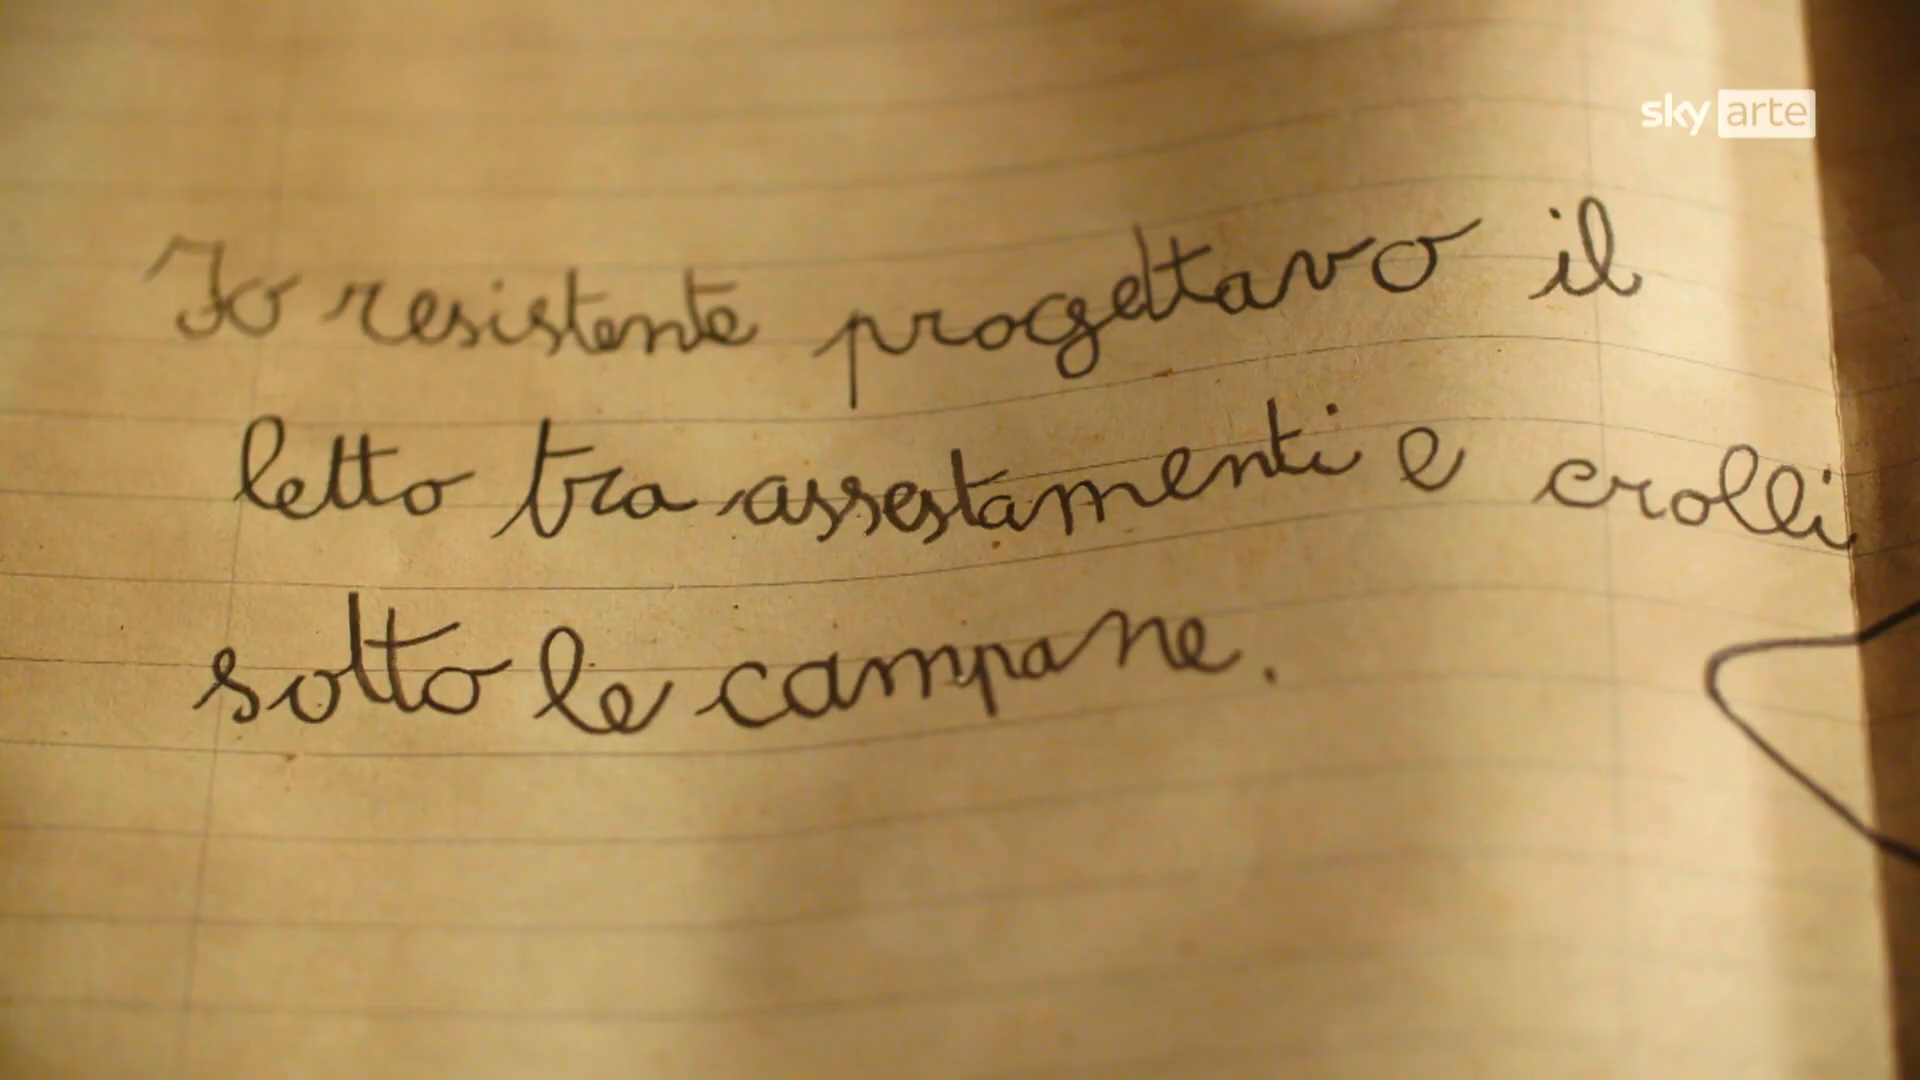 sky arte
Io resistente progettavo il
letto tra assestamenti e crolli
sotto le campane.